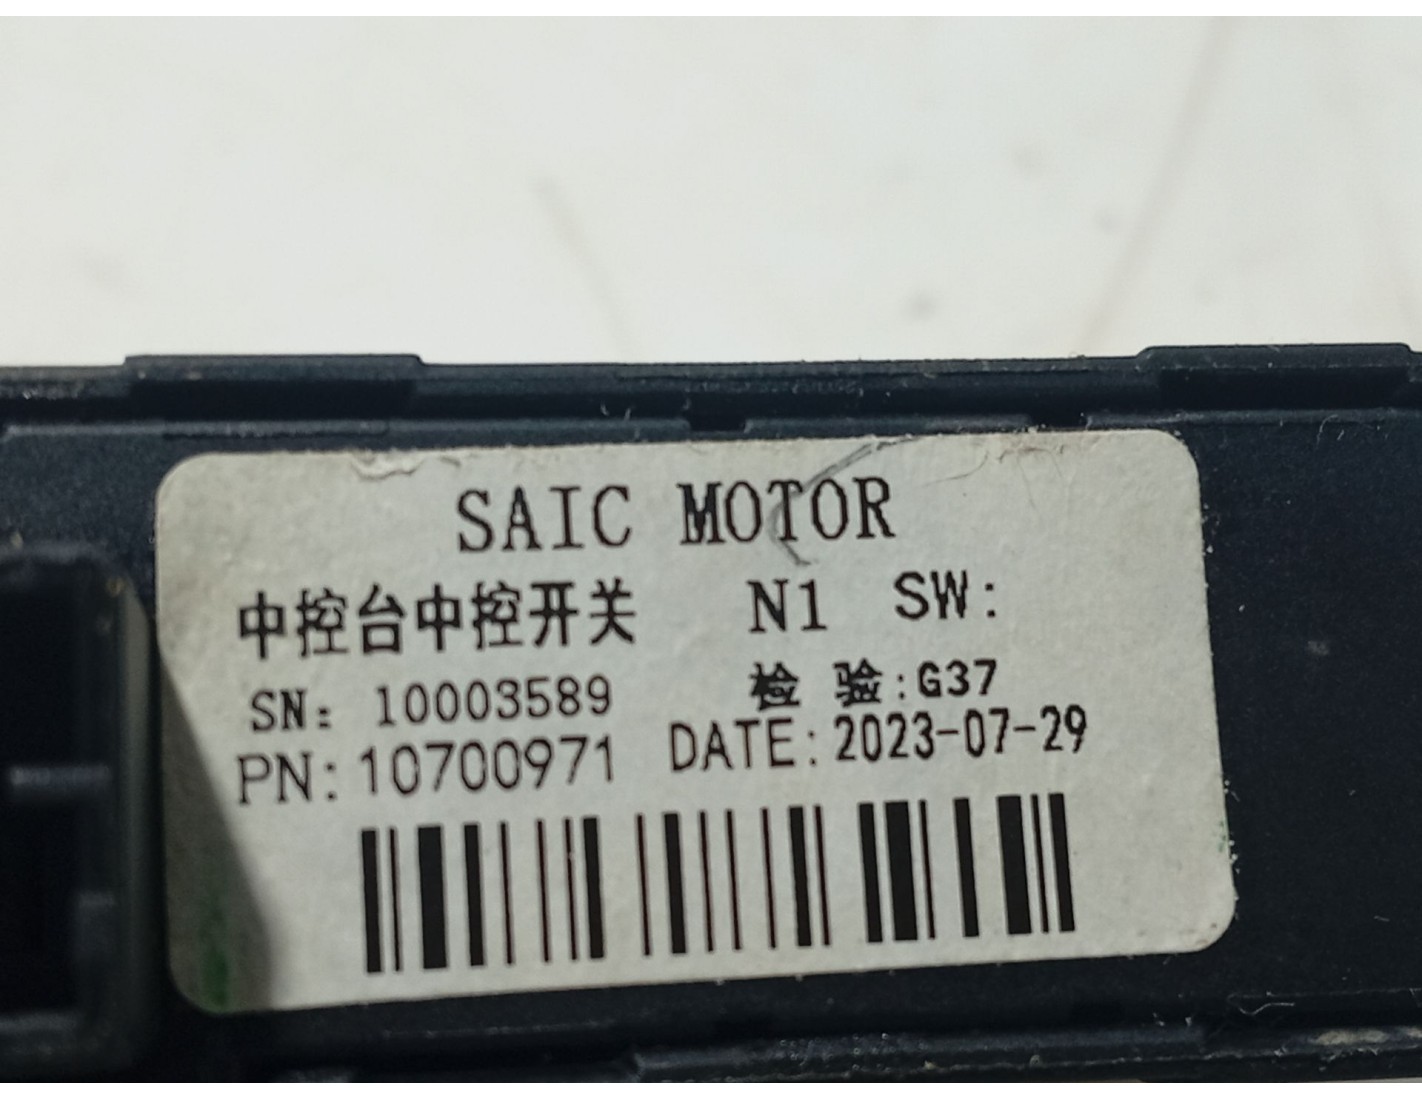 SAIC MOTOR
中控台中控开关 N1 SW:
SN: 10003589 检 验:G37
PN:10700971 DATE:2023-07-29